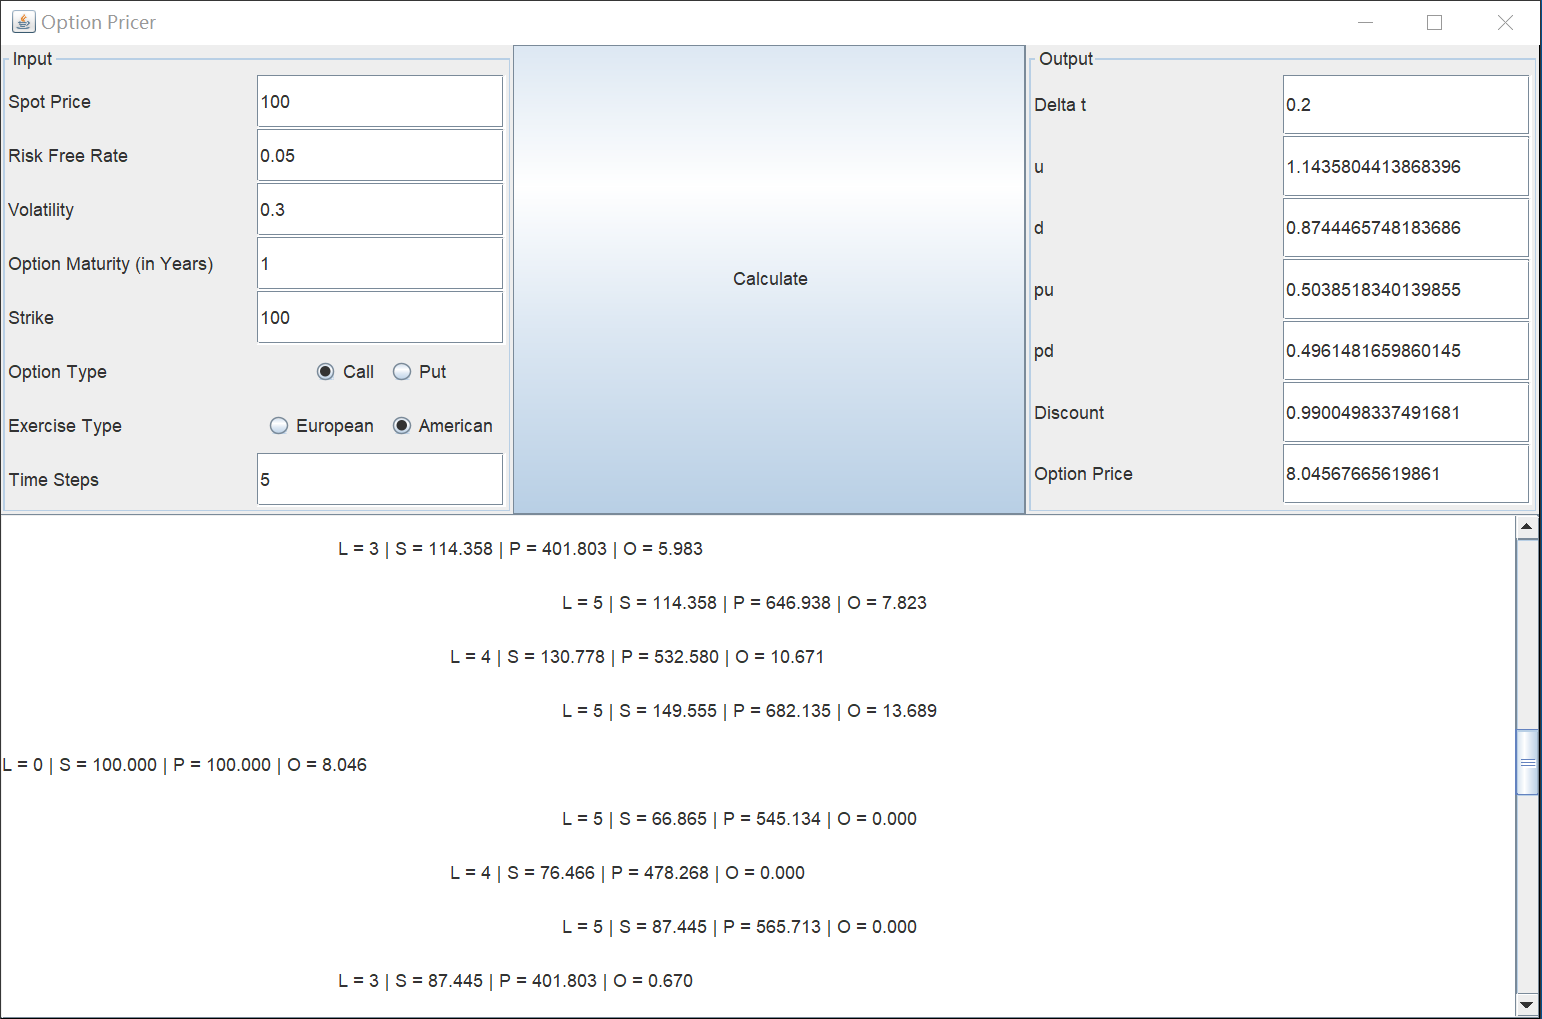 Option Pricer
Input
Spot Price 100
Risk Free Rate 0.05
Volatility 0.3
Option Maturity (in Years) 1
Strike 100
Option Type Call Put
Exercise Type European American
Time Steps 5
Calculate
Output
Delta t 0.2
u 1.1435804413868396
d 0.8744465748183686
pu 0.5038518340139855
pd 0.4961481659860145
Discount 0.9900498337491681
Option Price 8.04567665619861
L = 3 | S = 114.358 | P = 401.803 | O = 5.983
L = 5 | S = 114.358 | P = 646.938 | O = 7.823
L = 4 | S = 130.778 | P = 532.580 | O = 10.671
L = 5 | S = 149.555 | P = 682.135 | O = 13.689
L = 0 | S = 100.000 | P = 100.000 | O = 8.046
L = 5 | S = 66.865 | P = 545.134 | O = 0.000
L = 4 | S = 76.466 | P = 478.268 | O = 0.000
L = 5 | S = 87.445 | P = 565.713 | O = 0.000
L = 3 | S = 87.445 | P = 401.803 | O = 0.670